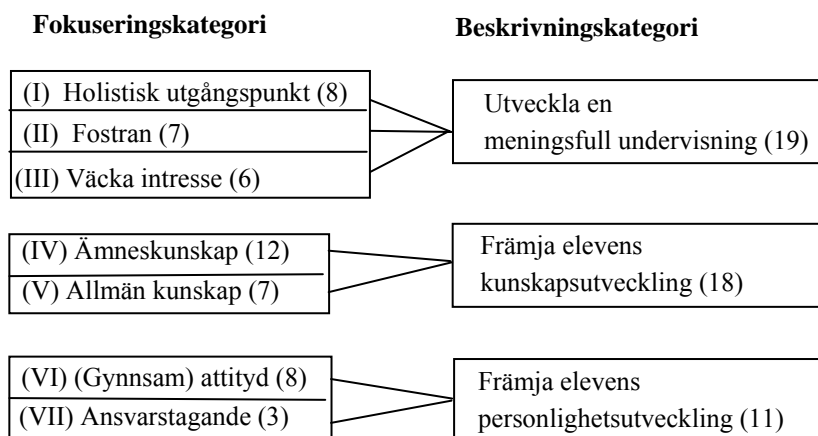 Fokuseringskategori
Beskrivningskategori
(I) Holistisk utgångspunkt (8)
(II) Fostran (7)
(III) Väcka intresse (6)
Utveckla en
meningsfull undervisning (19)
(IV) Ämneskunskap (12)
(V) Allmän kunskap (7)
Främja elevens
kunskapsutveckling (18)
(VI) (Gynnsam) attityd (8)
(VII) Ansvarstagande (3)
Främja elevens
personlighetsutveckling (11)